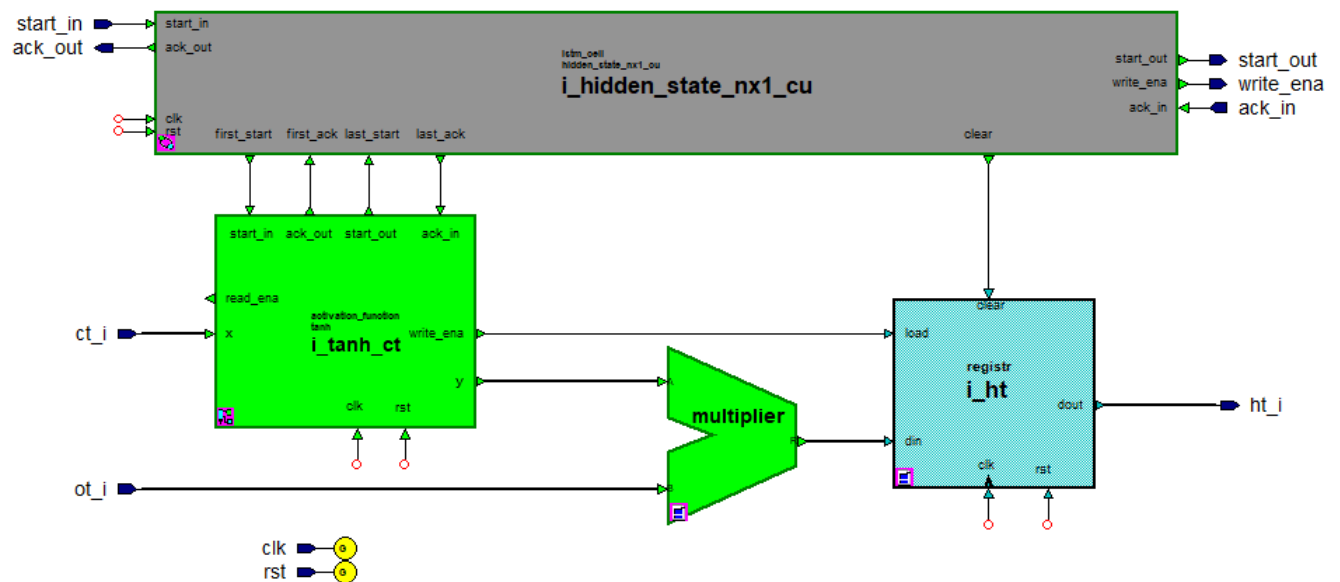 start_in
start_in
ack_out
ack_out
lstm_cell
hidden_state_nx1_cu
i_hidden_state_nx1_cu
start_out
start_out
write_ena
write_ena
ack_in
ack_in
clk
rst
first_start
first_ack
last_start
last_ack
clear
start_in
ack_out
start_out
ack_in
read_ena
activation_function
tanh
i_tanh_ct
ct_i
x
write_ena
y
clk
rst
clear
load
registr
i_ht
dout
ht_i
din
clk
rst
A
multiplier
R
B
ot_i
clk
G
rst
G